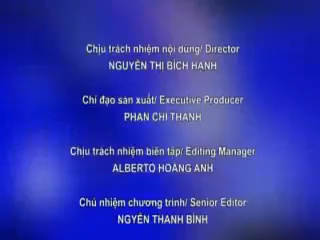 Chịu trách nhiệm nội dung/ Director
NGUYỄN THỊ BÍCH HẠNH
Chỉ đạo sản xuất/ Executive Producer
PHAN CHÍ THÀNH
Chịu trách nhiệm biên tập/ Editing Manager
ALBERTO HOÀNG ANH
Chủ nhiệm chương trình/ Senior Editor
NGYỄN THANH BÌNH